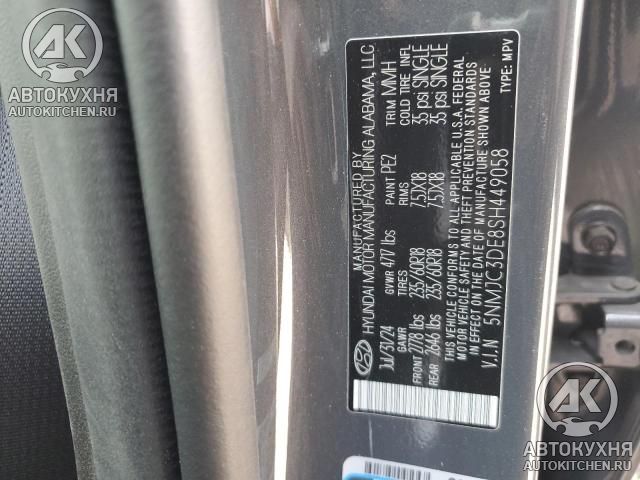 AK
АВТОКУХНЯ
AUTOKITCHEN.RU
MANUFACTURED BY
HYUNDAI MOTOR MANUFACTURING ALABAMA, LLC
Jul/31/24 GVWR 4717 lbs PAINT PE2 TRIM MMH
GAWR TIRES RIMS COLD TIRE INFL
FRONT 2778 lbs 235/60R18 7.5JX18 35 psi SINGLE
REAR 2646 lbs 235/60R18 7.5JX18 35 psi SINGLE
THIS VEHICLE CONFORMS TO ALL APPLICABLE U.S.A. FEDERAL
MOTOR VEHICLE SAFETY AND THEFT PREVENTION STANDARDS
IN EFFECT ON THE DATE OF MANUFACTURE SHOWN ABOVE
V.I.N 5NMJC3DE8SH449058
TYPE: MPV
AK
АВТОКУХНЯ
AUTOKITCHEN.RU